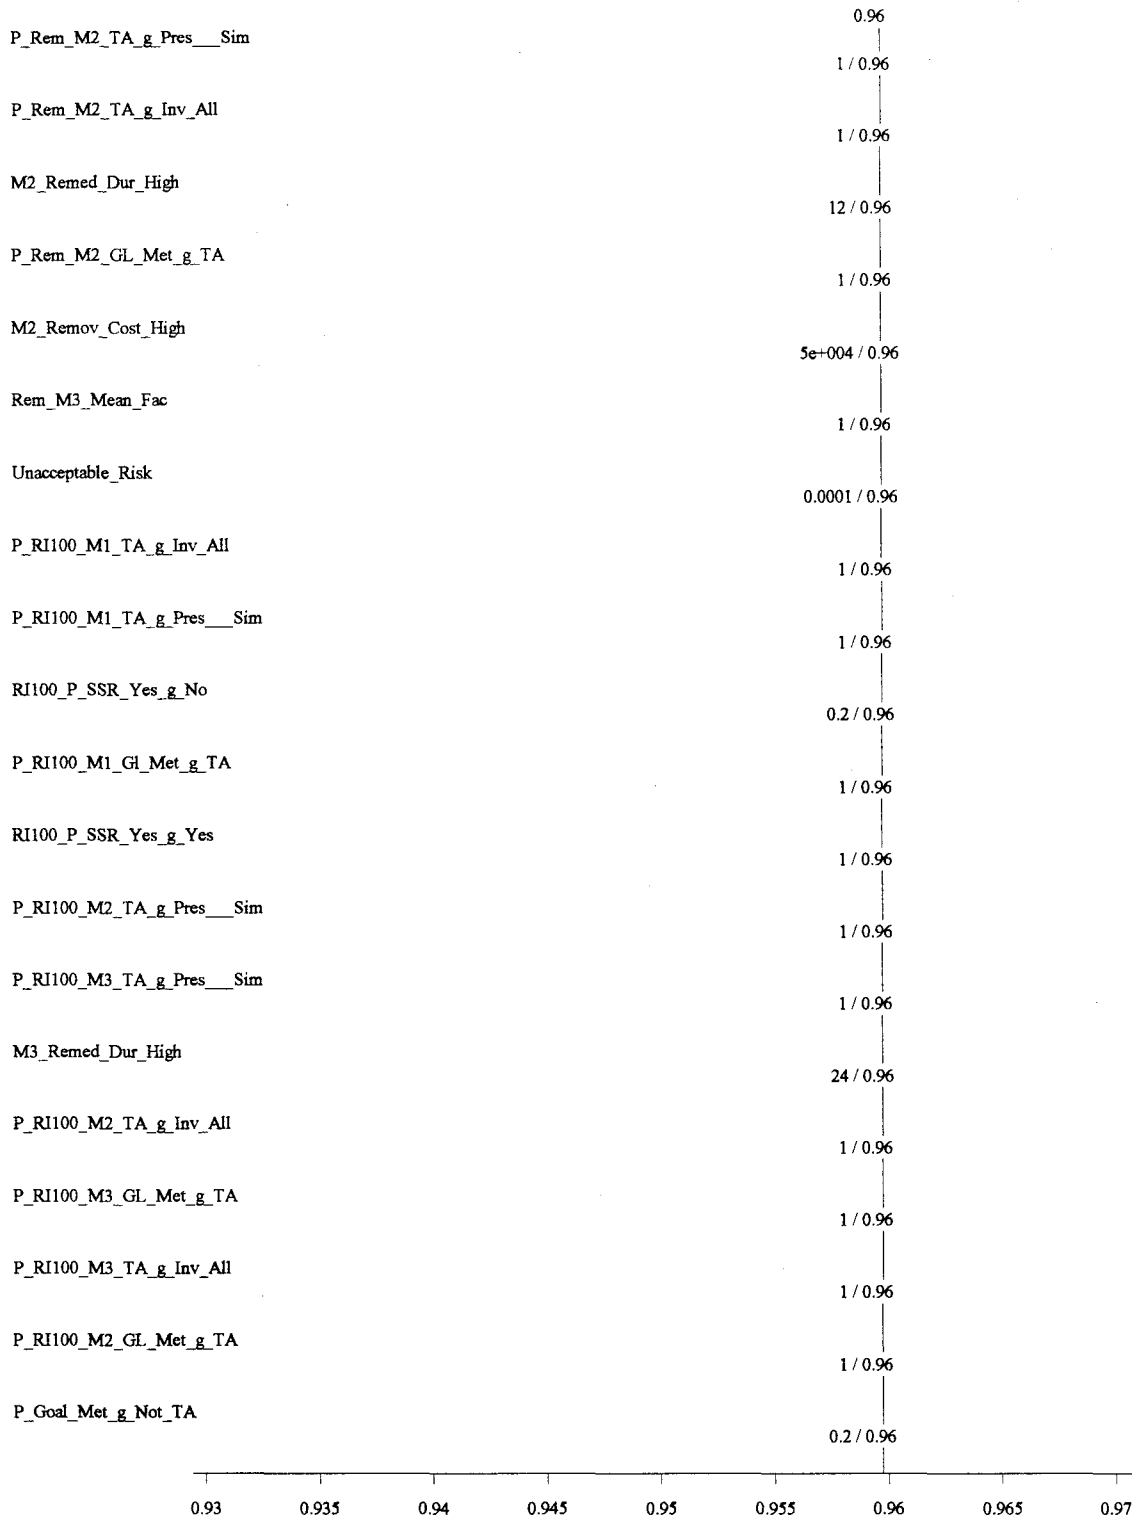 0.96
P_Rem_M2_TA_g_Pres___Sim
1 / 0.96
P_Rem_M2_TA_g_Inv_All
1 / 0.96
M2_Remed_Dur_High
12 / 0.96
P_Rem_M2_GL_Met_g_TA
1 / 0.96
M2_Remov_Cost_High
5e+004 / 0.96
Rem_M3_Mean_Fac
1 / 0.96
Unacceptable_Risk
0.0001 / 0.96
P_RI100_M1_TA_g_Inv_All
1 / 0.96
P_RI100_M1_TA_g_Pres___Sim
1 / 0.96
RI100_P_SSR_Yes_g_No
0.2 / 0.96
P_RI100_M1_Gl_Met_g_TA
1 / 0.96
RI100_P_SSR_Yes_g_Yes
1 / 0.96
P_RI100_M2_TA_g_Pres___Sim
1 / 0.96
P_RI100_M3_TA_g_Pres___Sim
1 / 0.96
M3_Remed_Dur_High
24 / 0.96
P_RI100_M2_TA_g_Inv_All
1 / 0.96
P_RI100_M3_GL_Met_g_TA
1 / 0.96
P_RI100_M3_TA_g_Inv_All
1 / 0.96
P_RI100_M2_GL_Met_g_TA
1 / 0.96
P_Goal_Met_g_Not_TA
0.2 / 0.96
0.93 0.935 0.94 0.945 0.95 0.955 0.96 0.965 0.97